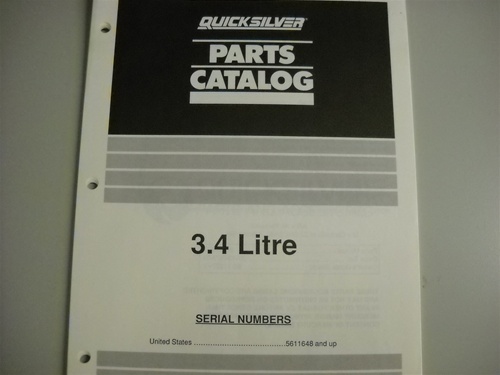 QUICKSILVER
PARTS
CATALOG
3.4 Litre
SERIAL NUMBERS
United States ........................................5611648 and up